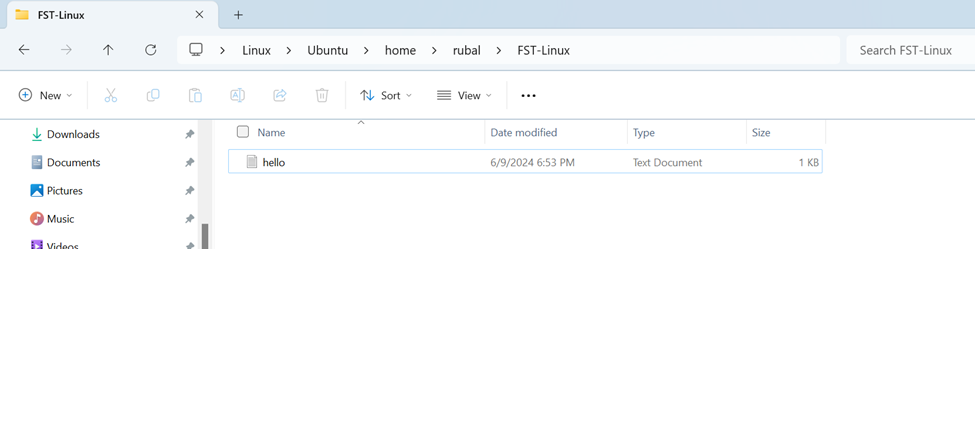 FST-Linux
Linux > Ubuntu > home > rubal > FST-Linux
Search FST-Linux
New
Sort
View
Downloads
Documents
Pictures
Music
Videos
Name Date modified Type Size
hello 6/9/2024 6:53 PM Text Document 1 KB